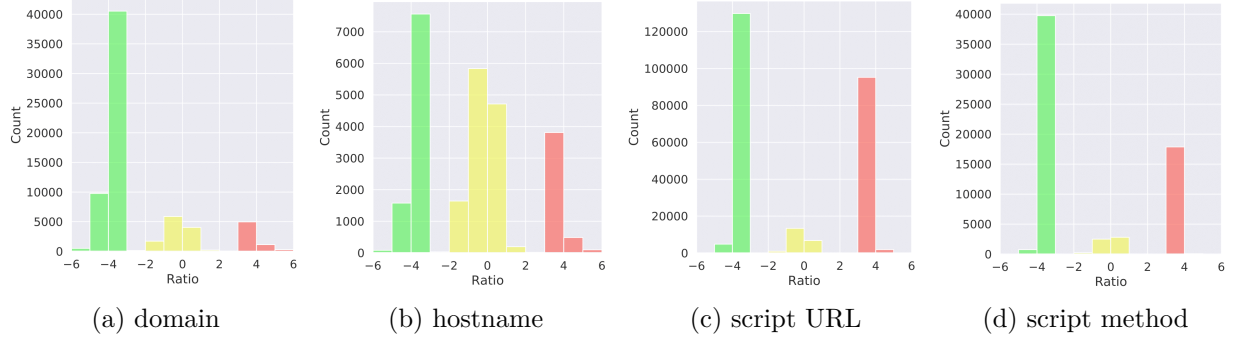 40000
35000
30000
25000
20000
15000
10000
5000
0
Count
−6 −4 −2 0 2 4 6
Ratio
(a) domain
7000
6000
5000
4000
3000
2000
1000
0
Count
−6 −4 −2 0 2 4 6
Ratio
(b) hostname
120000
100000
80000
60000
40000
20000
0
Count
−6 −4 −2 0 2 4 6
Ratio
(c) script URL
40000
35000
30000
25000
20000
15000
10000
5000
0
Count
−6 −4 −2 0 2 4 6
Ratio
(d) script method